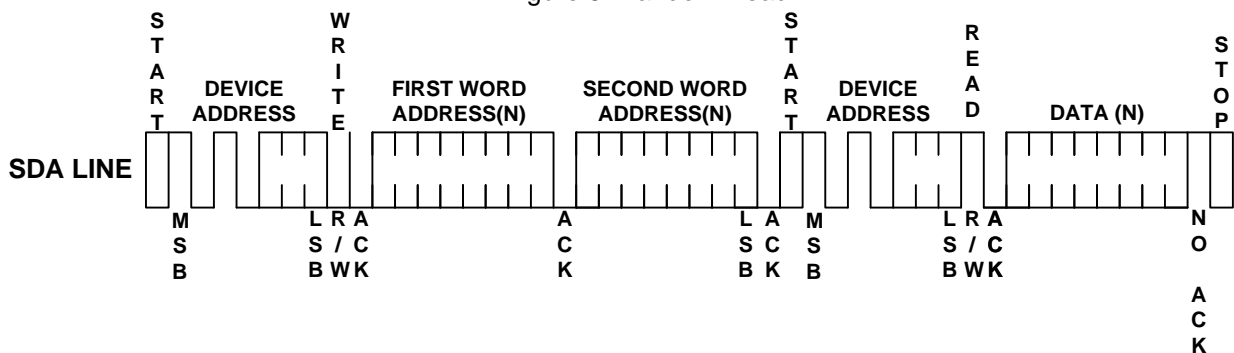 START
DEVICE
ADDRESS
WRITE
FIRST WORD
ADDRESS(N)
SECOND WORD
ADDRESS(N)
START
DEVICE
ADDRESS
READ
DATA (N)
STOP
SDA LINE
MSB
LSB
R/W
ACK
ACK
LSB
ACK
MSB
LSB
R/W
ACK
NO ACK